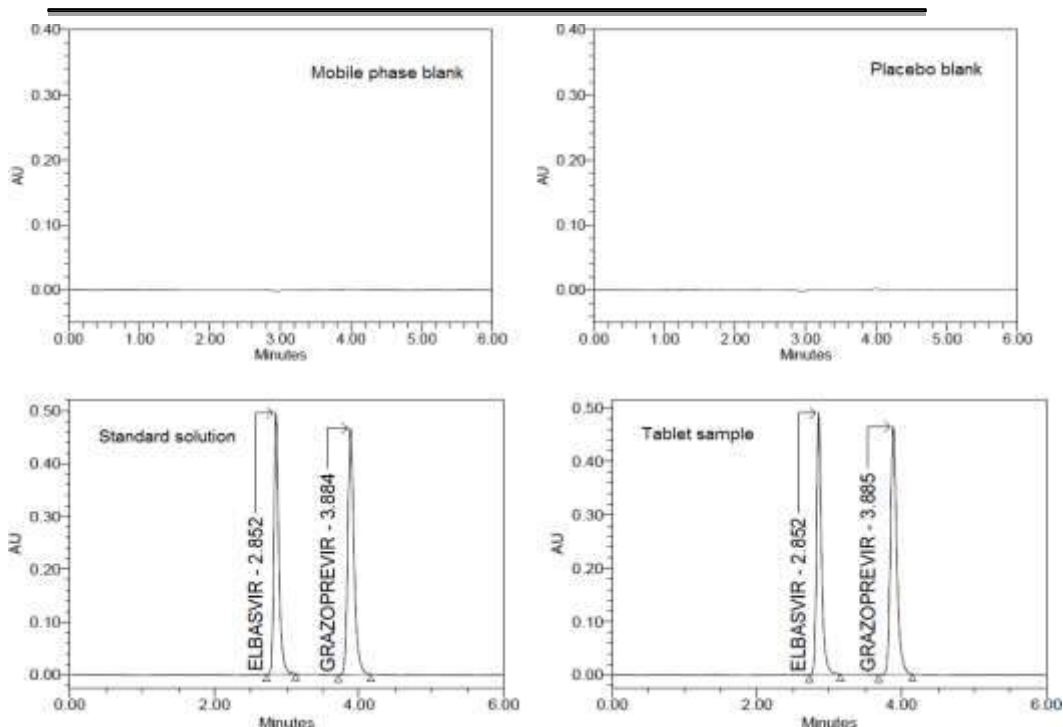 0.40
0.30
0.20
0.10
0.00
AU
Mobile phase blank
0.00 1.00 2.00 3.00 4.00 5.00 6.00
Minutes
0.40
0.30
0.20
0.10
0.00
AU
Placebo blank
0.00 1.00 2.00 3.00 4.00 5.00 6.00
Minutes
0.50
0.40
0.30
0.20
0.10
0.00
AU
Standard solution
ELBASVIR - 2.852
GRAZOPREVIR - 3.884
0.00 2.00 4.00 6.00
Minutes
0.50
0.40
0.30
0.20
0.10
0.00
AU
Tablet sample
ELBASVIR - 2.852
GRAZOPREVIR - 3.885
0.00 2.00 4.00 6.00
Minutes